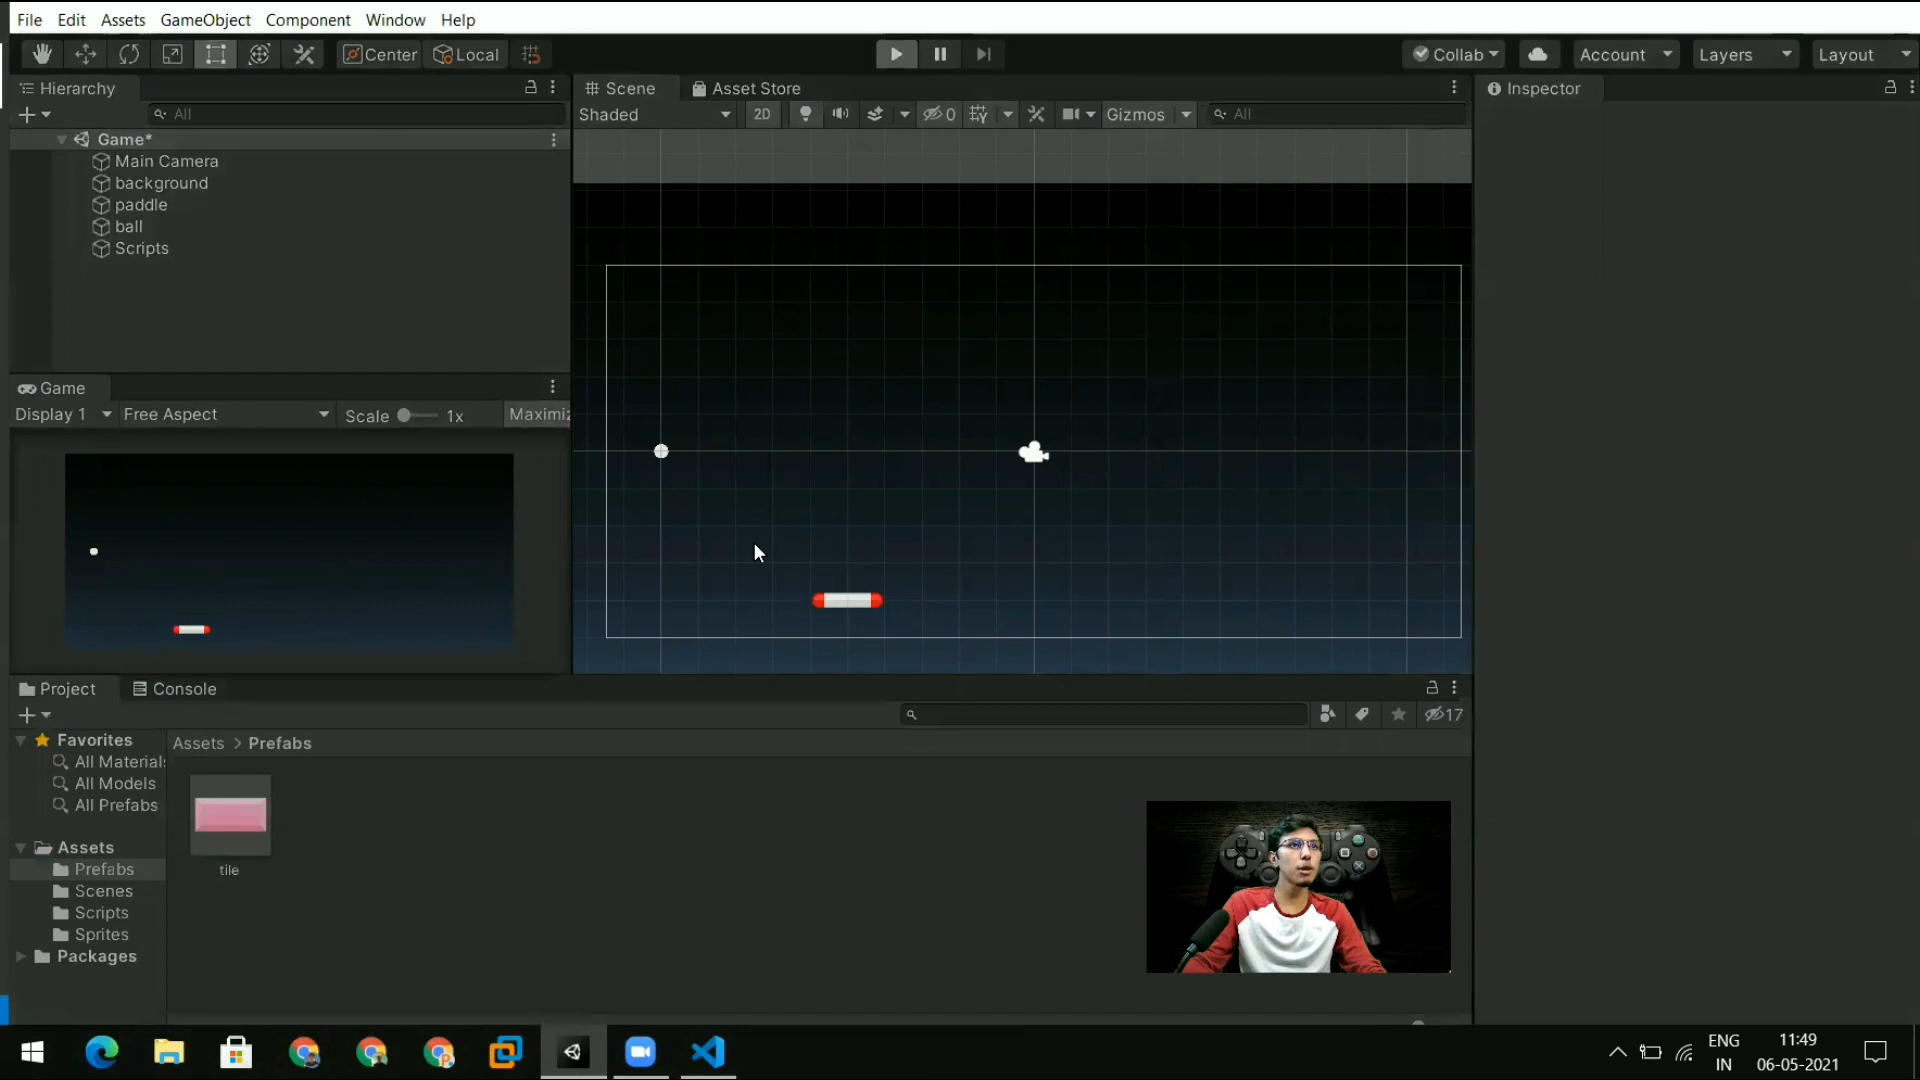 File Edit Assets GameObject Component Window Help
Center Local
Collab Account Layers Layout
Hierarchy
All
Game*
Main Camera
background
paddle
ball
Scripts
Scene Asset Store
Shaded 2D 0 Gizmos All
Inspector
Game
Display 1 Free Aspect Scale 1x Maximiz
Project Console
17
Favorites
All Material
All Models
All Prefabs
Assets
Prefabs
Scenes
Scripts
Sprites
Packages
Assets > Prefabs
tile
ENG
IN
11:49
06-05-2021